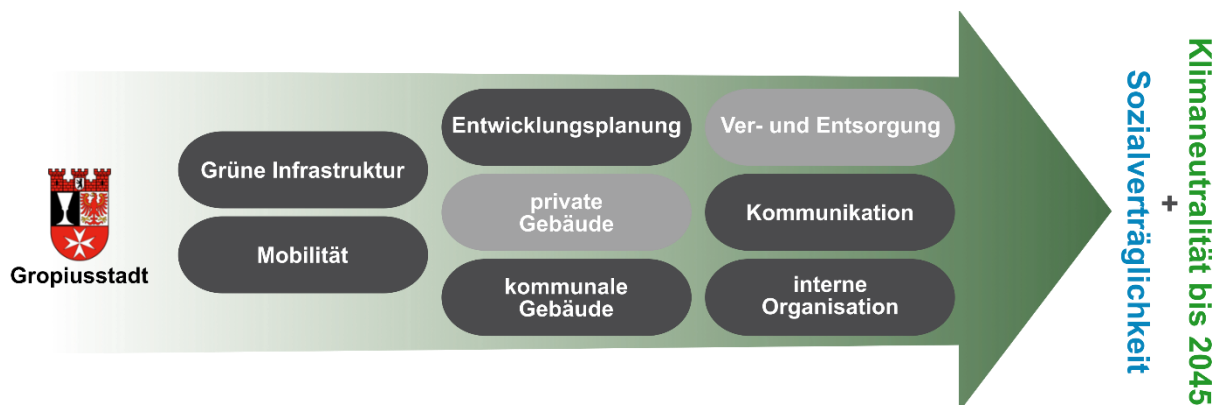 Gropiusstadt
Grüne Infrastruktur
Mobilität
Entwicklungsplanung
private
Gebäude
kommunale
Gebäude
Ver- und Entsorgung
Kommunikation
interne
Organisation
Klimaneutralität bis 2045
+
Sozialverträglichkeit